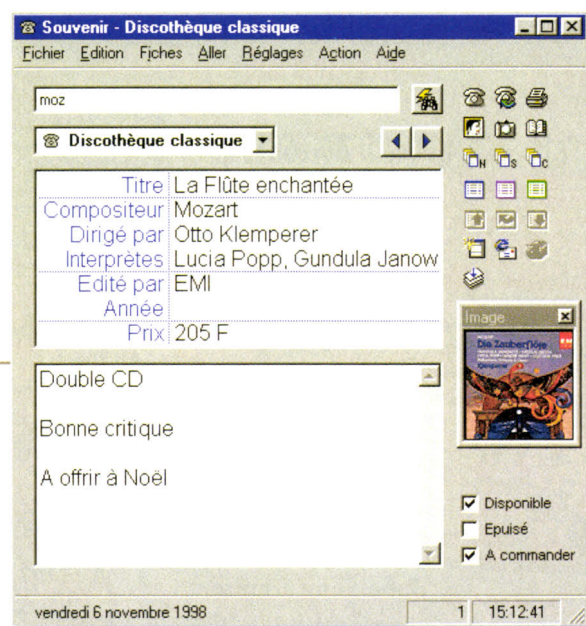 Souvenir - Discothèque classique
Fichier Edition Fiches Aller Réglages Action Aide
moz
Discothèque classique
Titre La Flûte enchantée
Compositeur Mozart
Dirigé par Otto Klemperer
Interprètes Lucia Popp, Gundula Janow
Edité par EMI
Année
Prix 205 F
N S C
Image
Die Zauberflöte
Klemperer
Double CD
Bonne critique
A offrir à Noël
Disponible
Epuisé
A commander
vendredi 6 novembre 1998 1 15:12:41